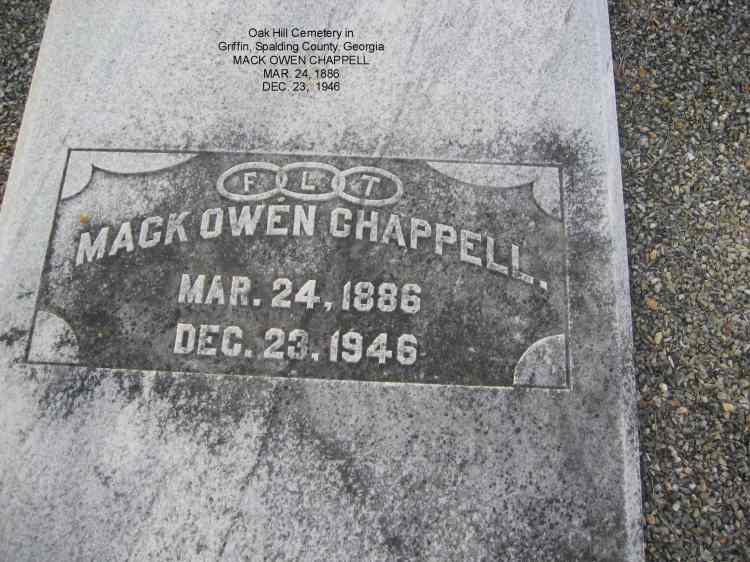 Oak Hill Cemetery in
Griffin, Spalding County, Georgia
MACK OWEN CHAPPELL
MAR. 24, 1886
DEC. 23, 1946
F L T
MACK OWEN CHAPPELL.
MAR. 24, 1886
DEC. 23, 1946